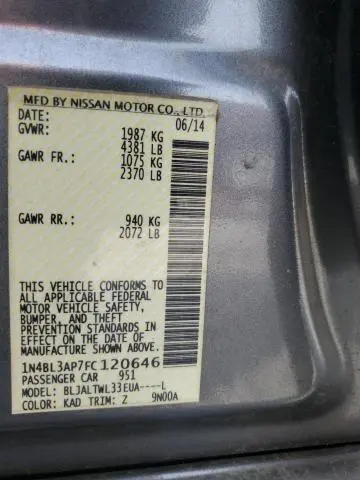 MFD BY NISSAN MOTOR CO., LTD.
DATE: 06/14
GVWR: 1987 KG
4381 LB
GAWR FR.: 1075 KG
2370 LB
GAWR RR.: 940 KG
2072 LB
THIS VEHICLE CONFORMS TO
ALL APPLICABLE FEDERAL
MOTOR VEHICLE SAFETY,
BUMPER, AND THEFT
PREVENTION STANDARDS IN
EFFECT ON THE DATE OF
MANUFACTURE SHOWN ABOVE
1N4BL3AP7FC120646
PASSENGER CAR 951
MODEL: BLJALTWL33EUA----L
COLOR: KAD TRIM: Z 9N00A